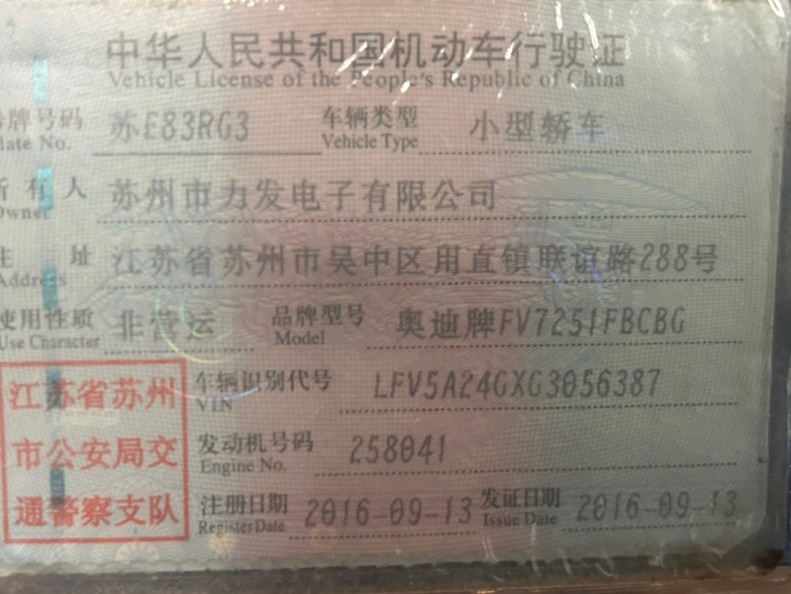 中华人民共和国机动车行驶证
Vehicle License of the People's Republic of China
号牌号码 苏E83RG3 车辆类型 小型轿车
Plate No. Vehicle Type
所有人 苏州市力发电子有限公司
Owner
住址 江苏省苏州市吴中区甪直镇联谊路288号
Address
使用性质 非营运 品牌型号 奥迪牌FV7251FBCBG
Use Character Model
江苏省苏州
市公安局交
通警察支队
车辆识别代号 LFV5A24GXG3056387
VIN
发动机号码 258041
Engine No.
注册日期 2016-09-13 发证日期 2016-09-13
Register Date Issue Date